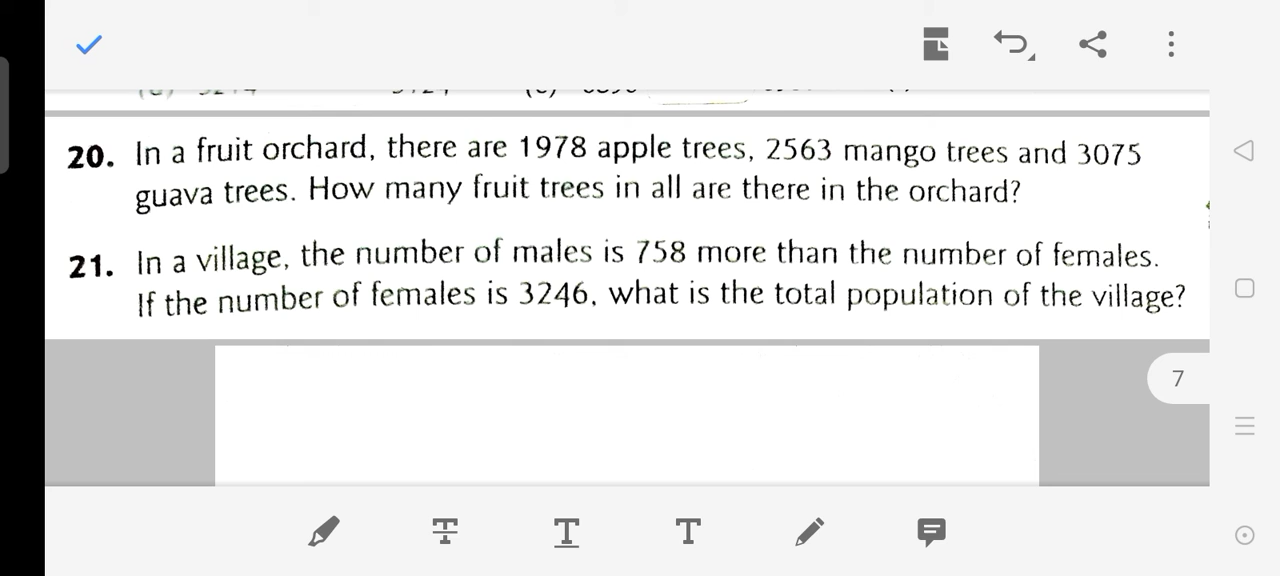 20. In a fruit orchard, there are 1978 apple trees, 2563 mango trees and 3075
guava trees. How many fruit trees in all are there in the orchard?
21. In a village, the number of males is 758 more than the number of females.
If the number of females is 3246, what is the total population of the village?
7